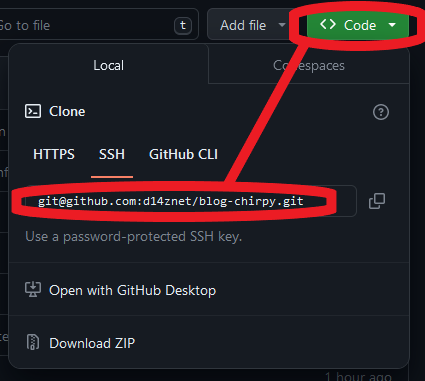 Go to file
t
Add file
Code
Local
Codespaces
Clone
HTTPS
SSH
GitHub CLI
git@github.com:d14znet/blog-chirpy.git
Use a password-protected SSH key.
Open with GitHub Desktop
Download ZIP
1 hour ago